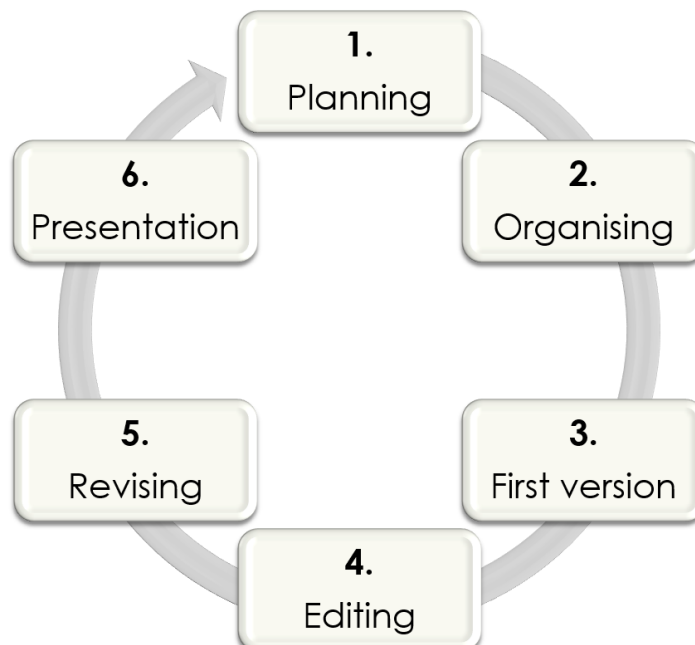 1.
Planning
2.
Organising
3.
First version
4.
Editing
5.
Revising
6.
Presentation